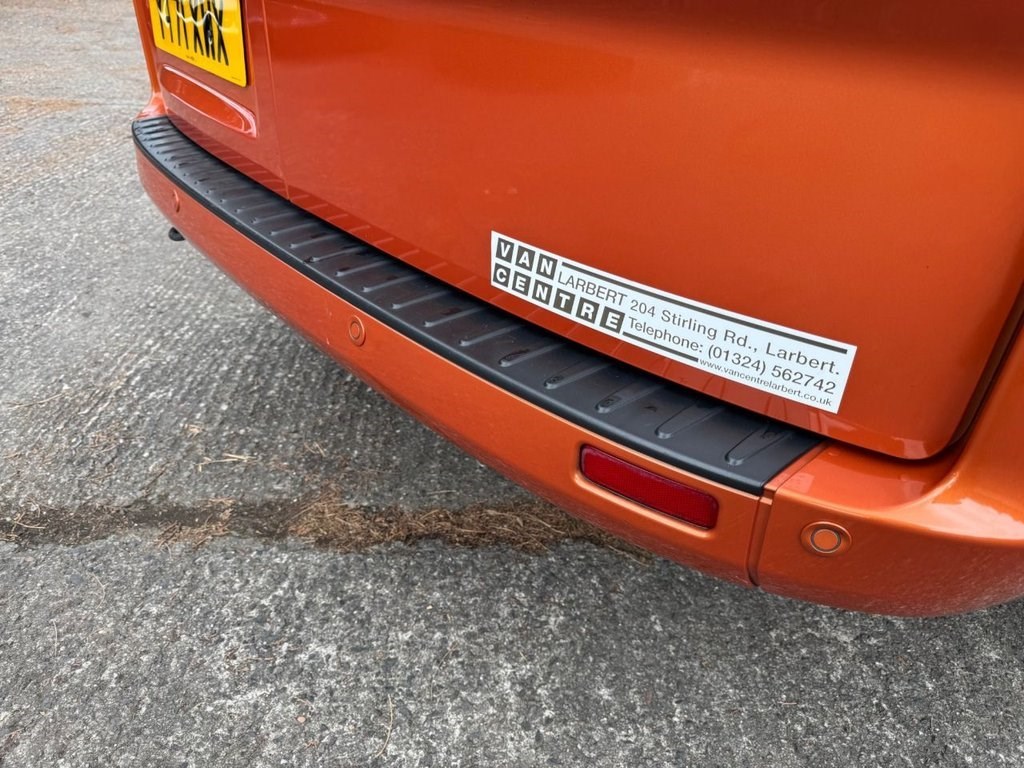 VAN
CENTRE
LARBERT 204 Stirling Rd., Larbert.
Telephone: (01324) 562742
www.vancentrelarbert.co.uk